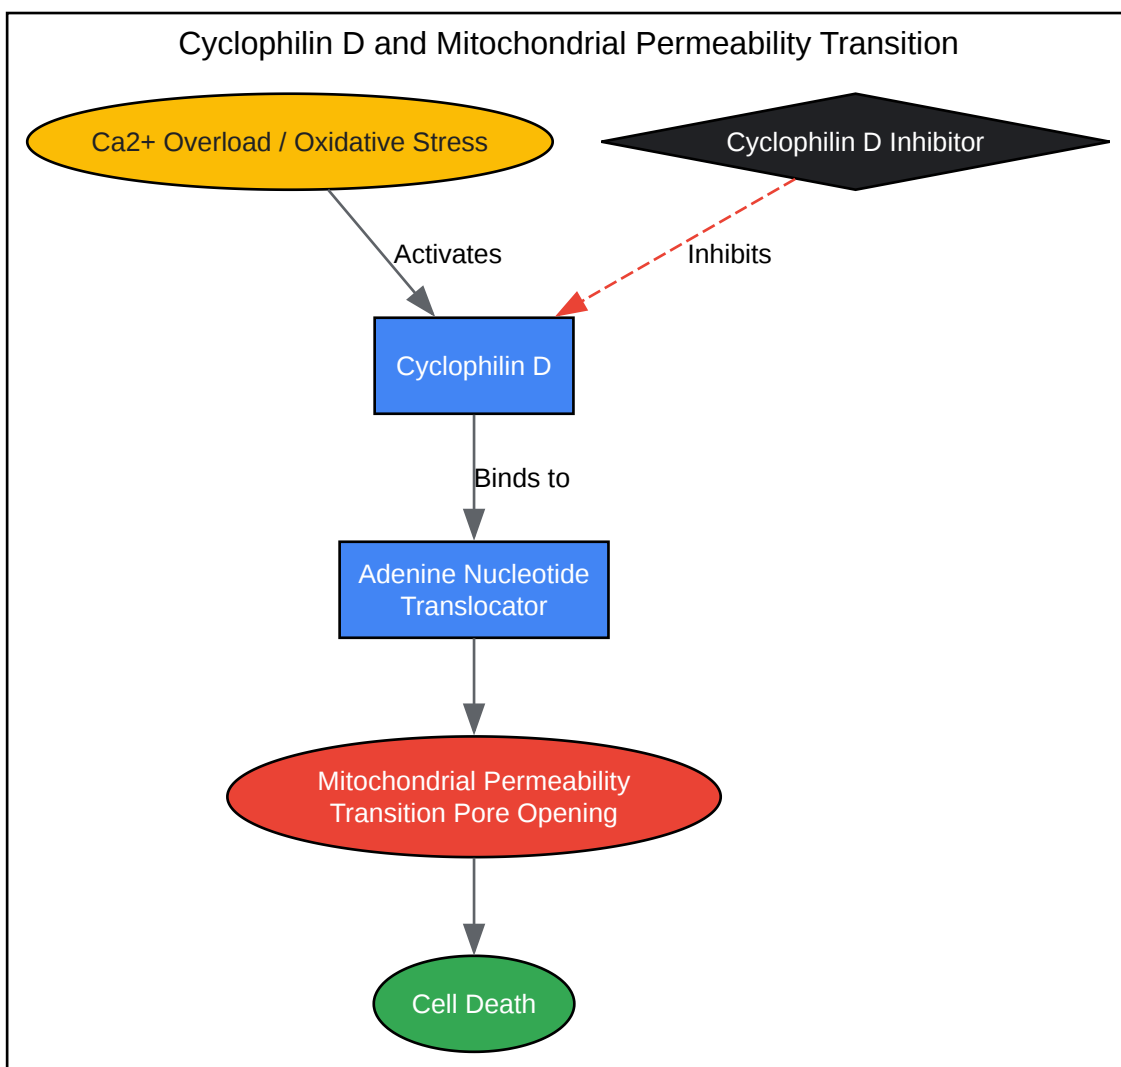 Cyclophilin D and Mitochondrial Permeability Transition
Ca2+ Overload / Oxidative Stress
Cyclophilin D Inhibitor
Activates
Inhibits
Cyclophilin D
Binds to
Adenine Nucleotide
Translocator
Mitochondrial Permeability
Transition Pore Opening
Cell Death